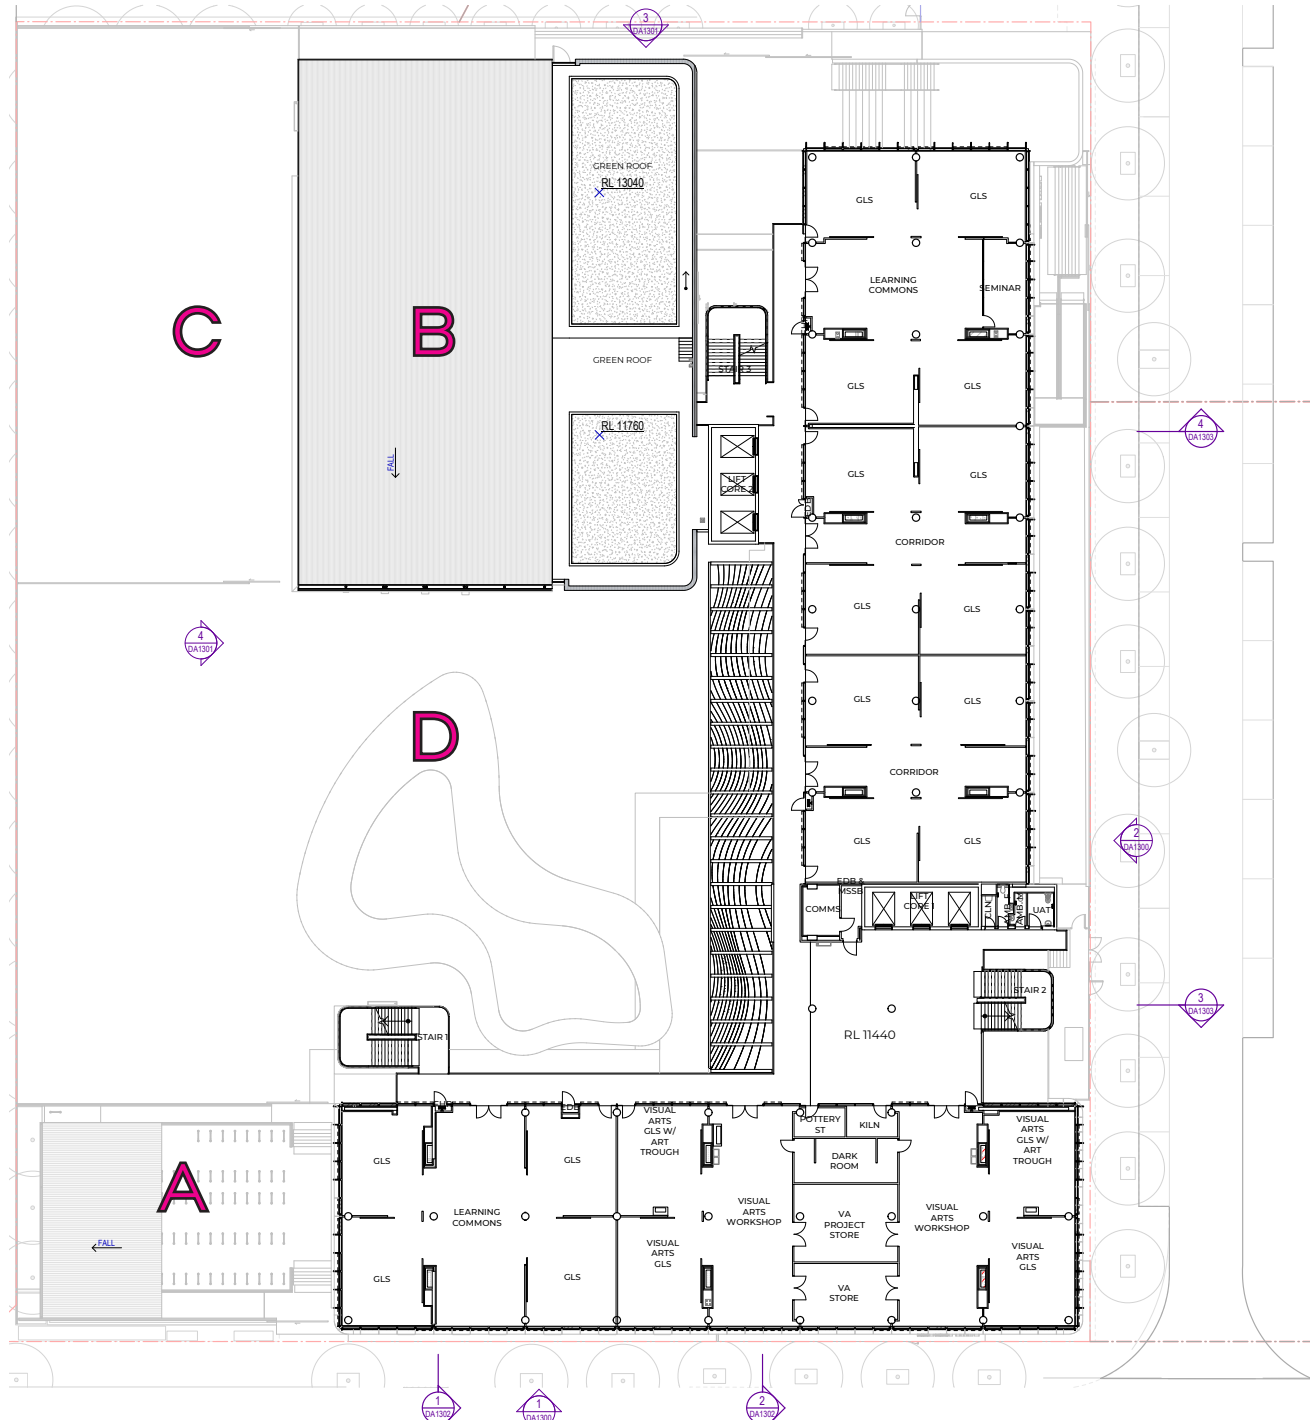 3
DA1301
GREEN ROOF
RL 13040
GLS
GLS
LEARNING
COMMONS
SEMINAR
C
B
GREEN ROOF
STAIR 3
GLS
GLS
RL 11760
4
DA1303
FALL
LIFT
CORE 2
GLS
GLS
EDB
CORRIDOR
4
DA1301
GLS
GLS
D
GLS
GLS
CORRIDOR
2
DA1300
GLS
GLS
EDB &
MSSB
LIFT
CORE 1
COMMS
CLN
UAT
STAIR 2
3
DA1303
STAIR 1
RL 11440
EDB
VISUAL
ARTS
GLS W/
ART
TROUGH
POTTERY
ST
KILN
VISUAL
ARTS
GLS W/
ART
TROUGH
A
GLS
GLS
DARK
ROOM
LEARNING
COMMONS
VISUAL
ARTS
WORKSHOP
VA
PROJECT
STORE
VISUAL
ARTS
WORKSHOP
FALL
VISUAL
ARTS
GLS
VISUAL
ARTS
GLS
GLS
GLS
VA
STORE
1
DA1302
1
DA1300
2
DA1302